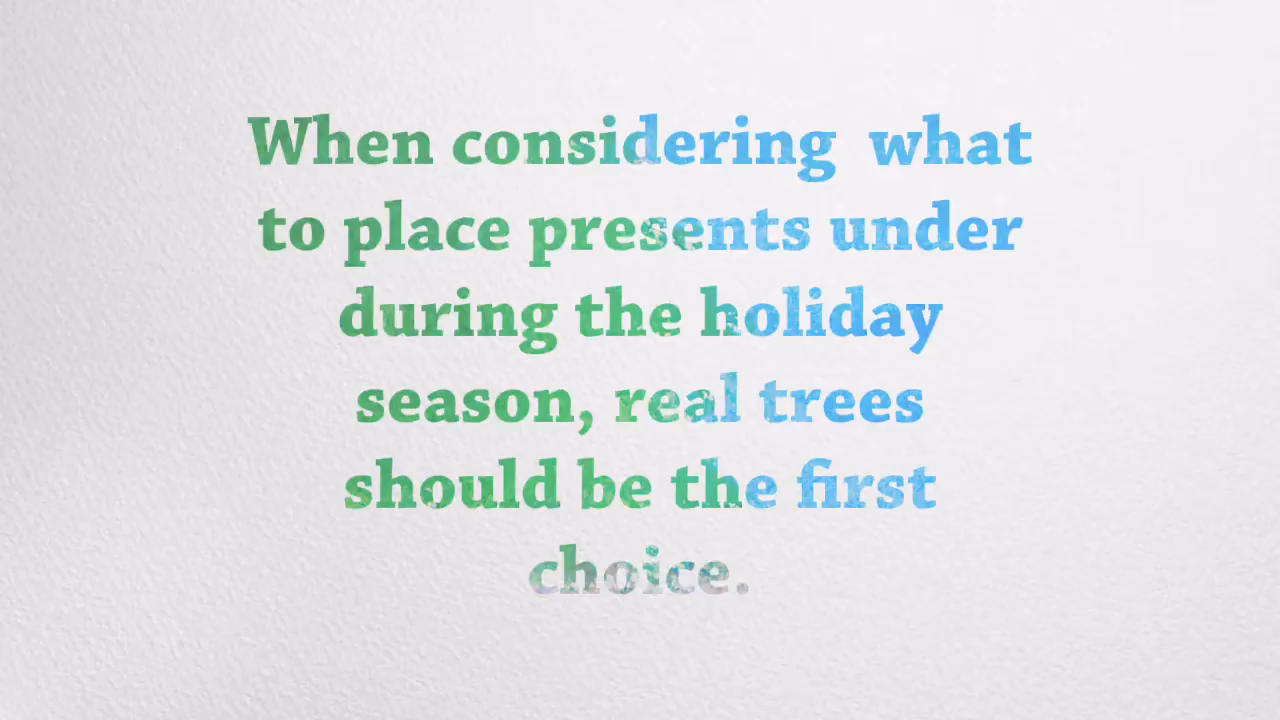 When considering  what
to place presents under
during the holiday
season, real trees
should be the first
choice.